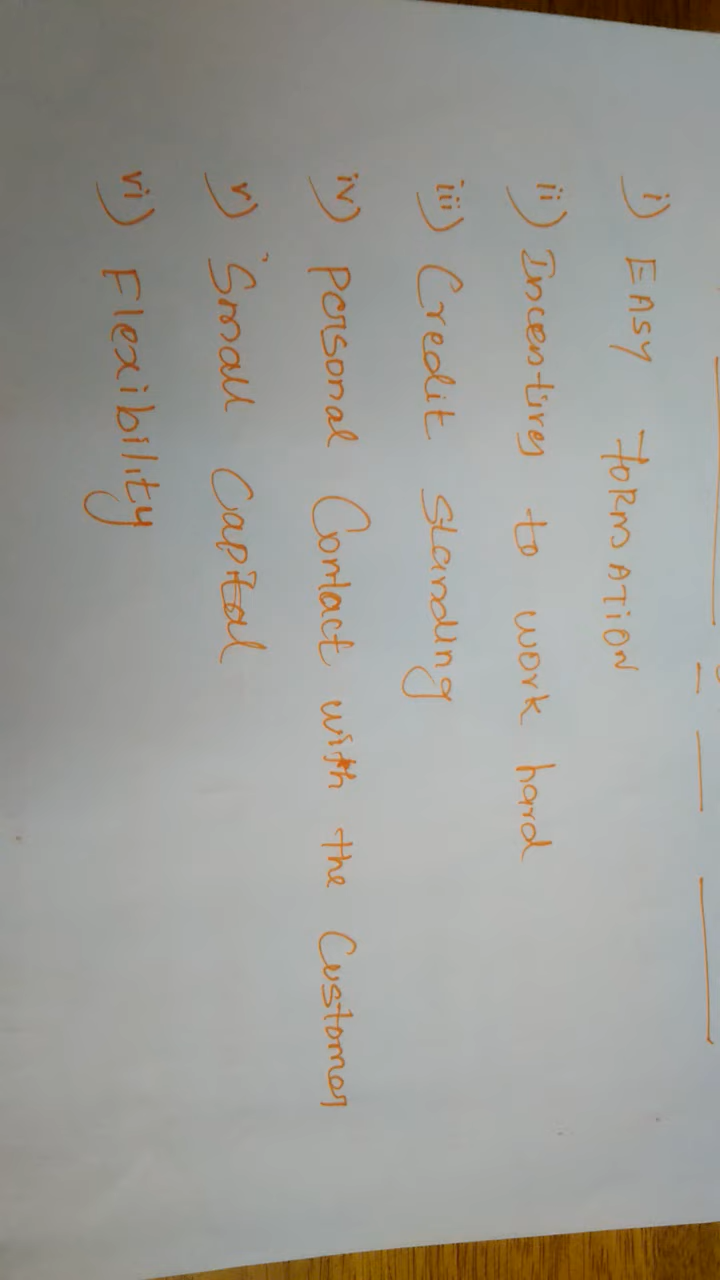 i) EASY FORMATION
ii) Incentives to work hard
iii) Credit standing
iv) Personal Contact with the Customer
v) Small Capital
vi) Flexibility